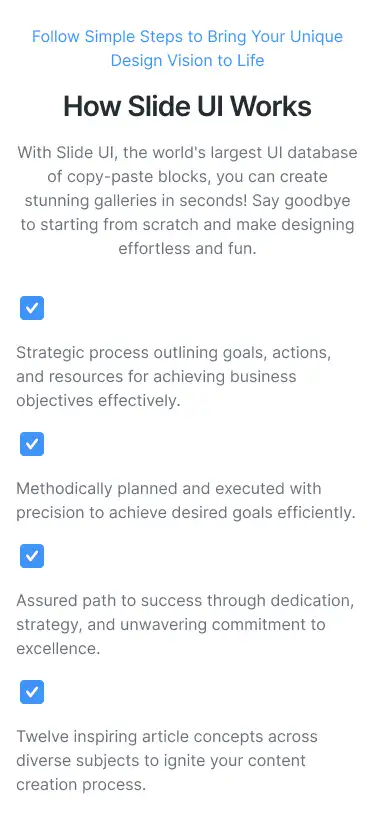 Follow Simple Steps to Bring Your Unique
Design Vision to Life
How Slide UI Works
With Slide UI, the world's largest UI database
of copy-paste blocks, you can create
stunning galleries in seconds! Say goodbye
to starting from scratch and make designing
effortless and fun.
Strategic process outlining goals, actions,
and resources for achieving business
objectives effectively.
Methodically planned and executed with
precision to achieve desired goals efficiently.
Assured path to success through dedication,
strategy, and unwavering commitment to
excellence.
Twelve inspiring article concepts across
diverse subjects to ignite your content
creation process.